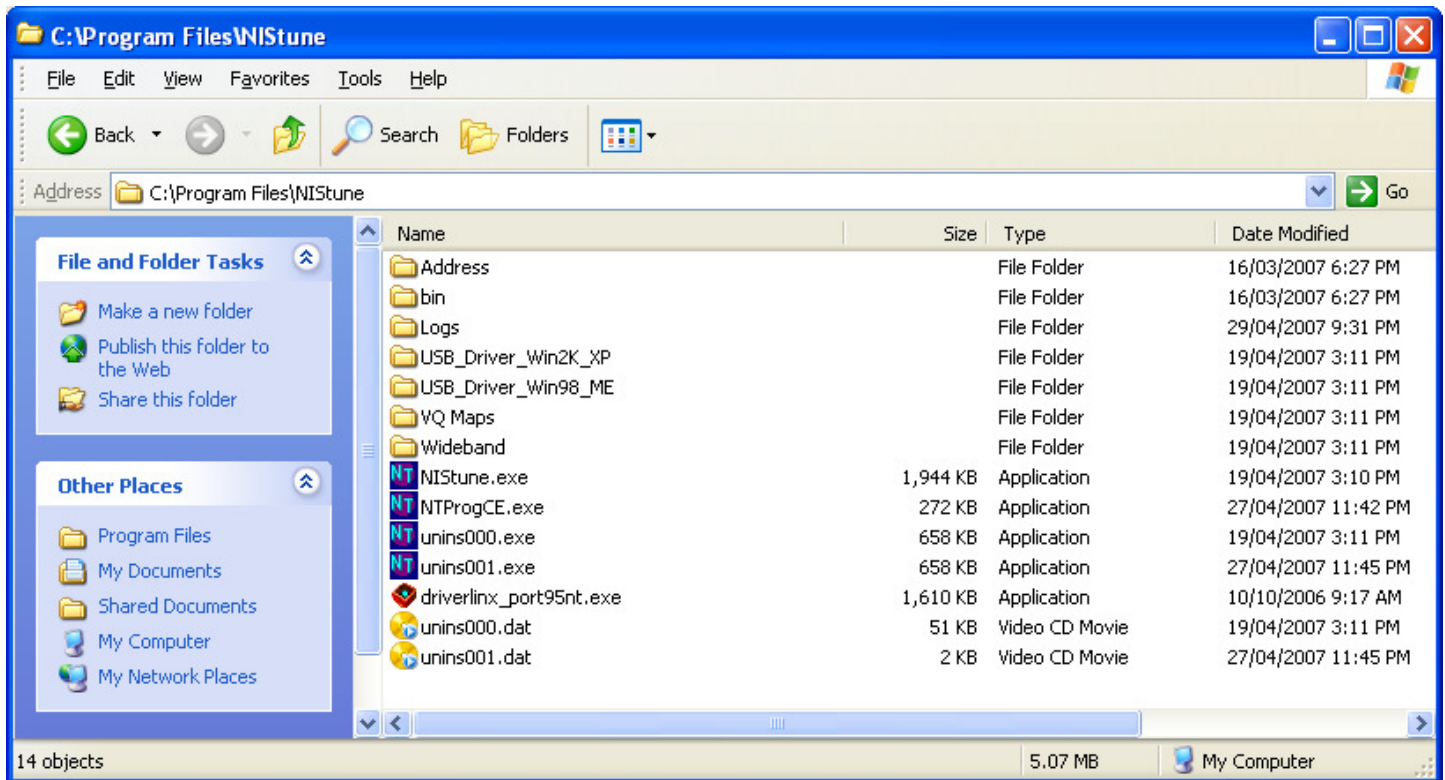 C:\Program Files\NIStune
File Edit View Favorites Tools Help
Back Search Folders
Address C:\Program Files\NIStune Go
File and Folder Tasks
Make a new folder
Publish this folder to
the Web
Share this folder
Other Places
Program Files
My Documents
Shared Documents
My Computer
My Network Places
Name Size Type Date Modified
Address File Folder 16/03/2007 6:27 PM
bin File Folder 16/03/2007 6:27 PM
Logs File Folder 29/04/2007 9:31 PM
USB_Driver_Win2K_XP File Folder 19/04/2007 3:11 PM
USB_Driver_Win98_ME File Folder 19/04/2007 3:11 PM
VQ Maps File Folder 19/04/2007 3:11 PM
Wideband File Folder 19/04/2007 3:11 PM
NT NIStune.exe 1,944 KB Application 19/04/2007 3:10 PM
NT NTProgCE.exe 272 KB Application 27/04/2007 11:42 PM
NT unins000.exe 658 KB Application 19/04/2007 3:11 PM
NT unins001.exe 658 KB Application 27/04/2007 11:45 PM
driverlinx_port95nt.exe 1,610 KB Application 10/10/2006 9:17 AM
unins000.dat 51 KB Video CD Movie 19/04/2007 3:11 PM
unins001.dat 2 KB Video CD Movie 27/04/2007 11:45 PM
14 objects 5.07 MB My Computer